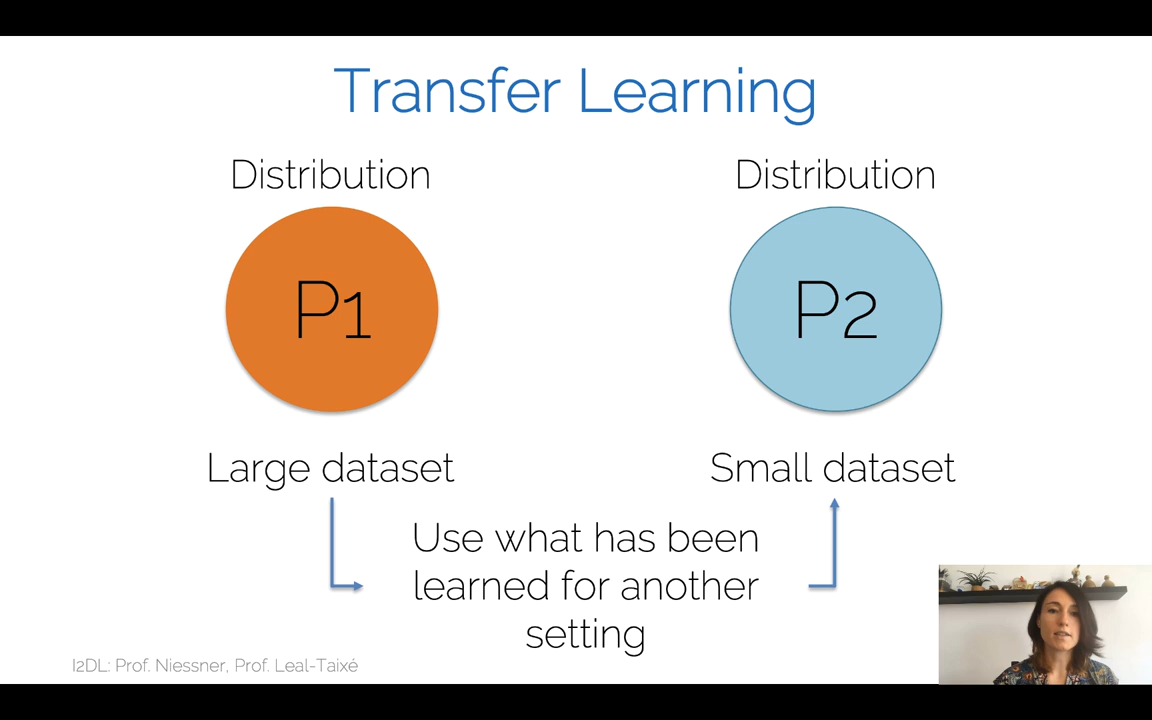 Transfer Learning
Distribution
Distribution
P1
P2
Large dataset
Small dataset
Use what has been
learned for another
setting
I2DL: Prof. Niessner, Prof. Leal-Taixé